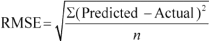 RMSE = √(Σ(Predicted – Actual)² / n)